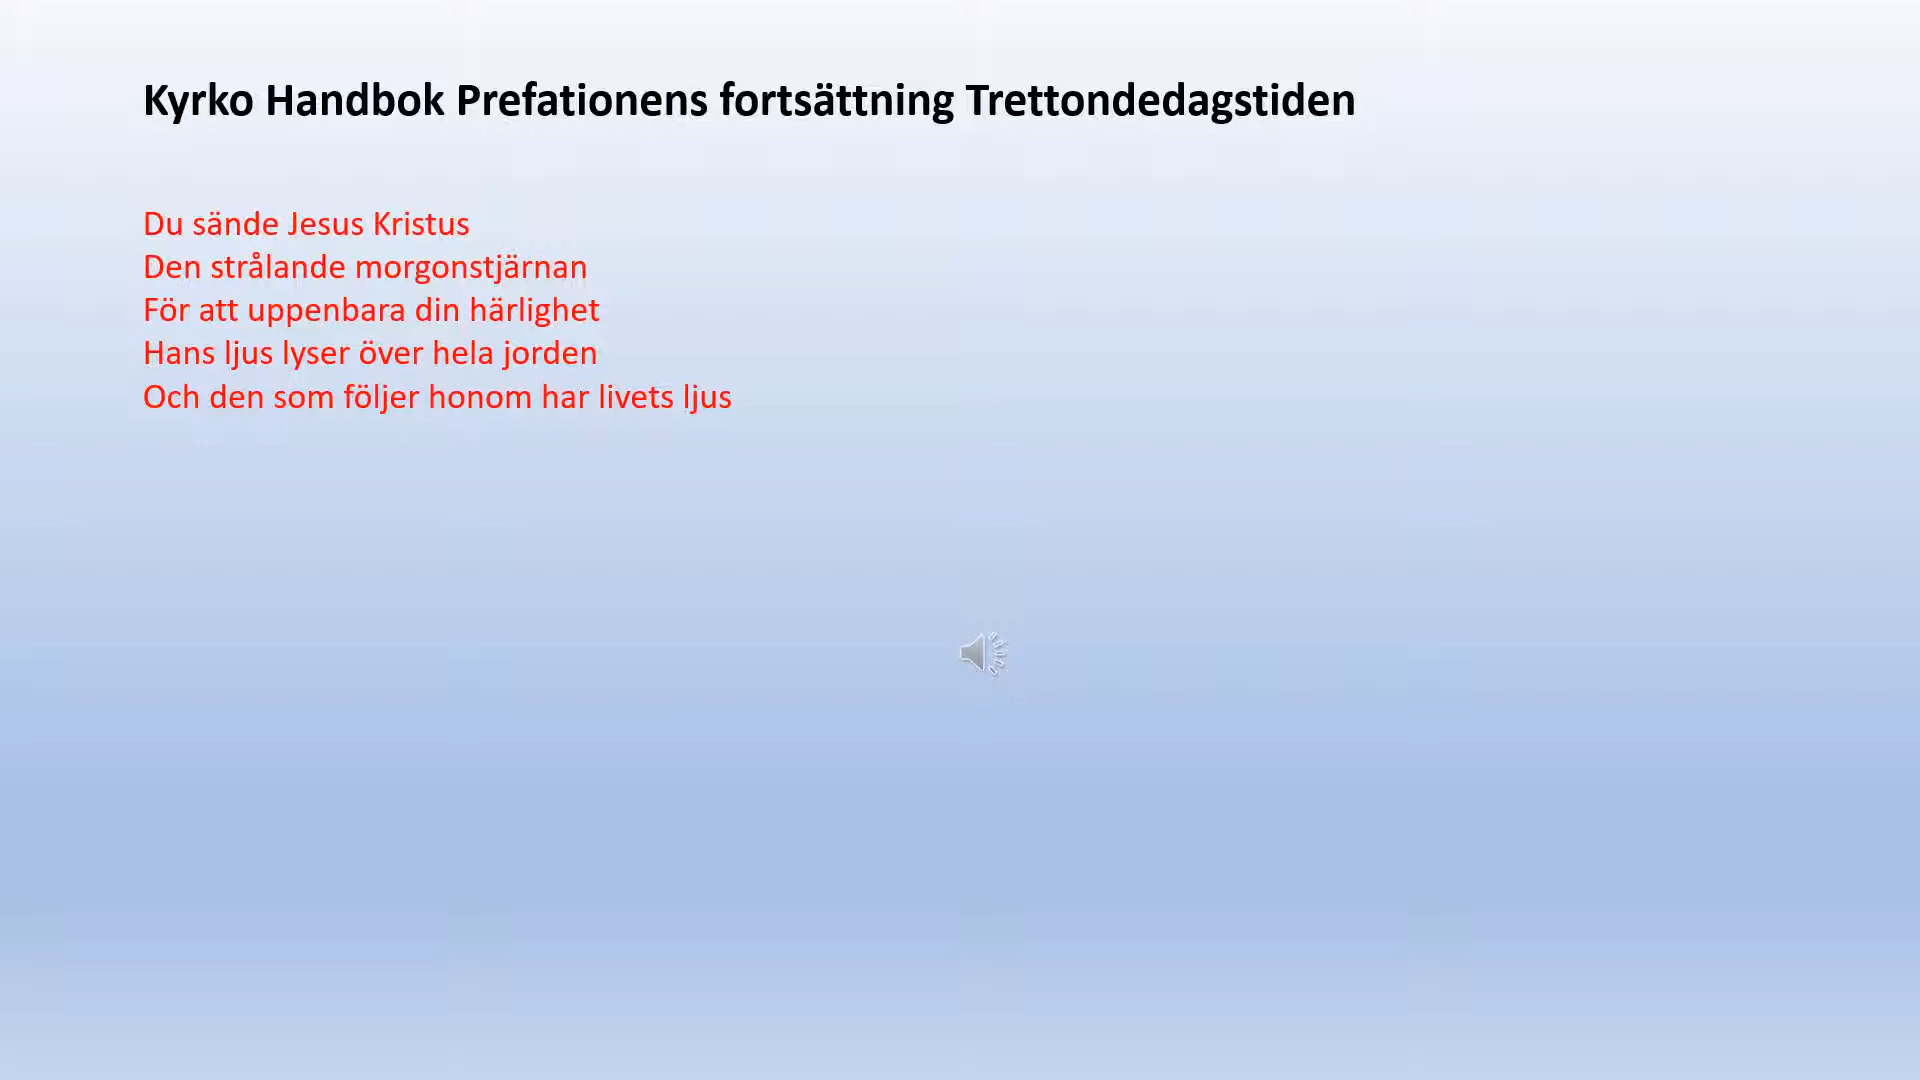 Kyrko Handbok Prefationens fortsättning Trettondedagstiden
Du sände Jesus Kristus
Den strålande morgonstjärnan
För att uppenbara din härlighet
Hans ljus lyser över hela jorden
Och den som följer honom har livets ljus